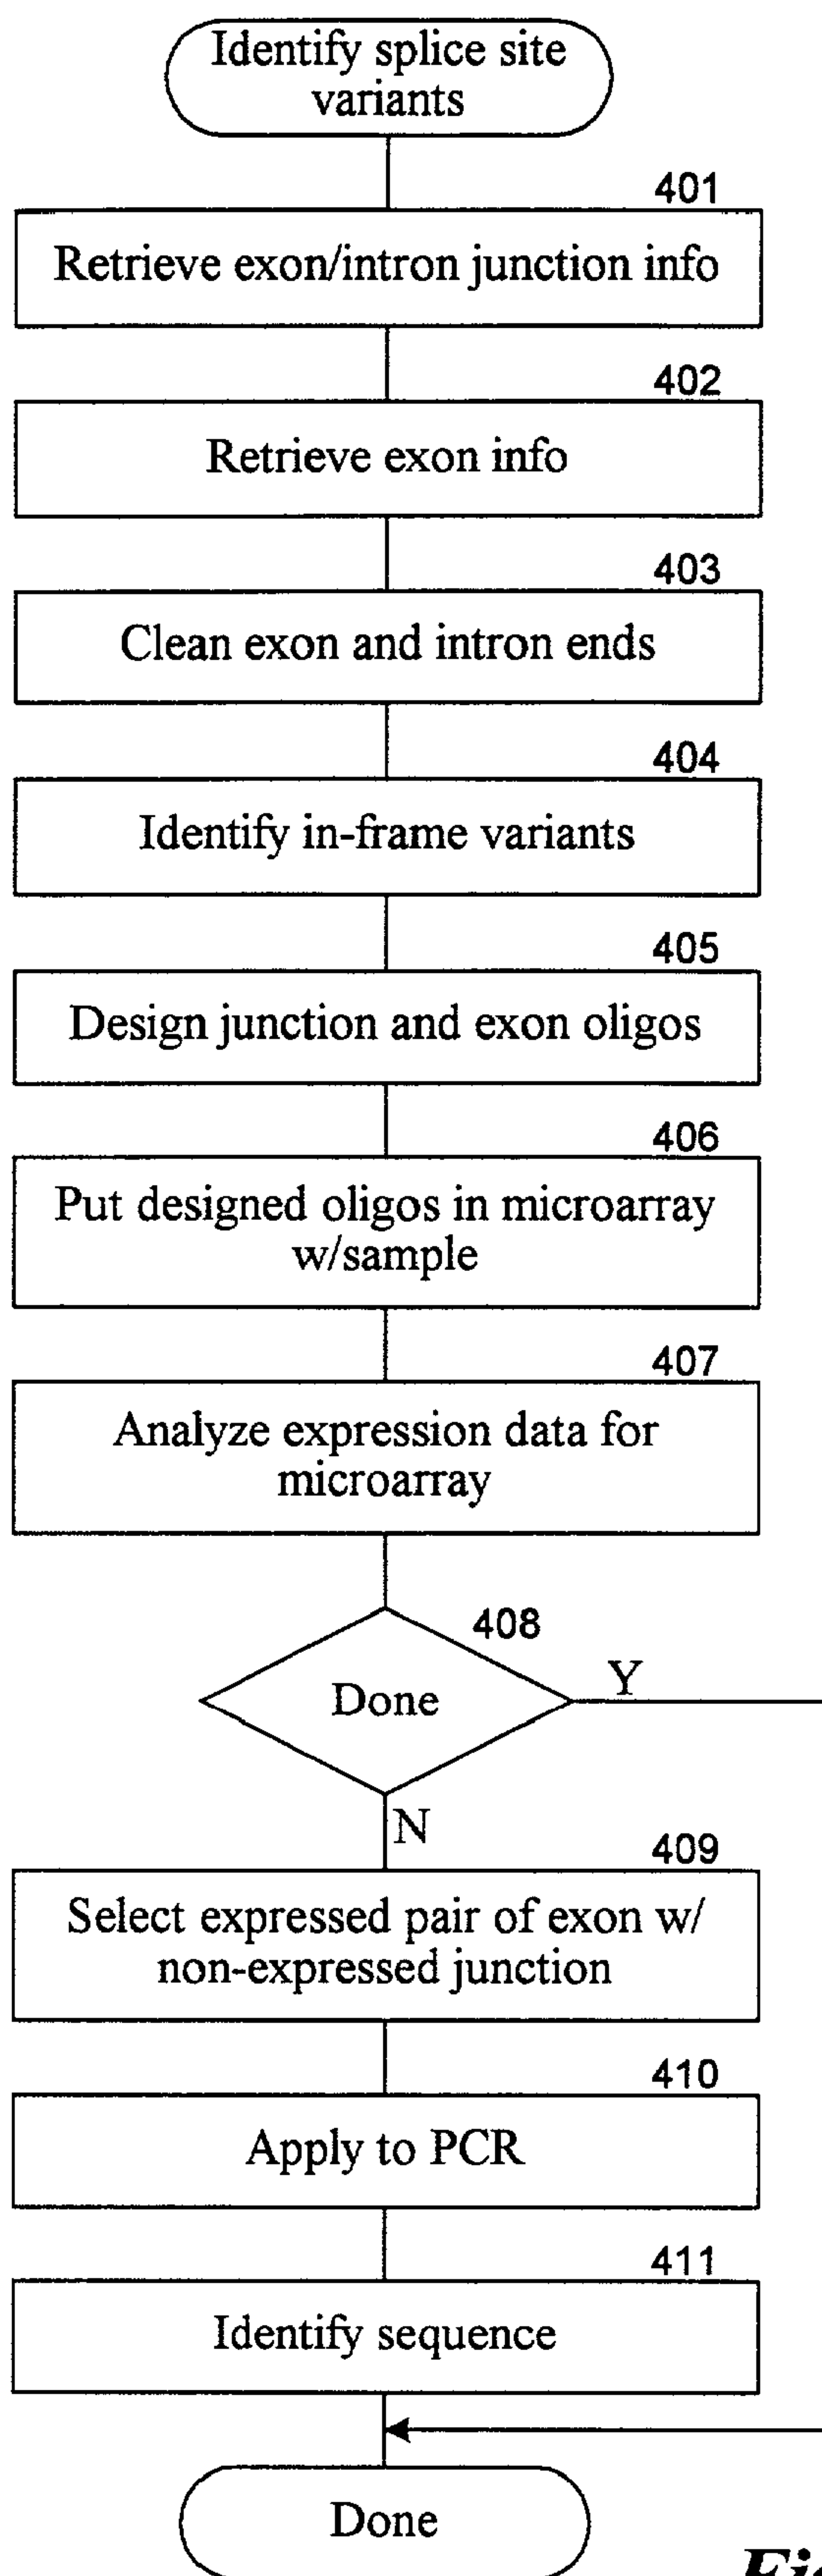 Identify splice site
variants
401
Retrieve exon/intron junction info
402
Retrieve exon info
403
Clean exon and intron ends
404
Identify in-frame variants
405
Design junction and exon oligos
406
Put designed oligos in microarray
w/sample
407
Analyze expression data for
microarray
408
Done
Y
N
409
Select expressed pair of exon w/
non-expressed junction
410
Apply to PCR
411
Identify sequence
Done